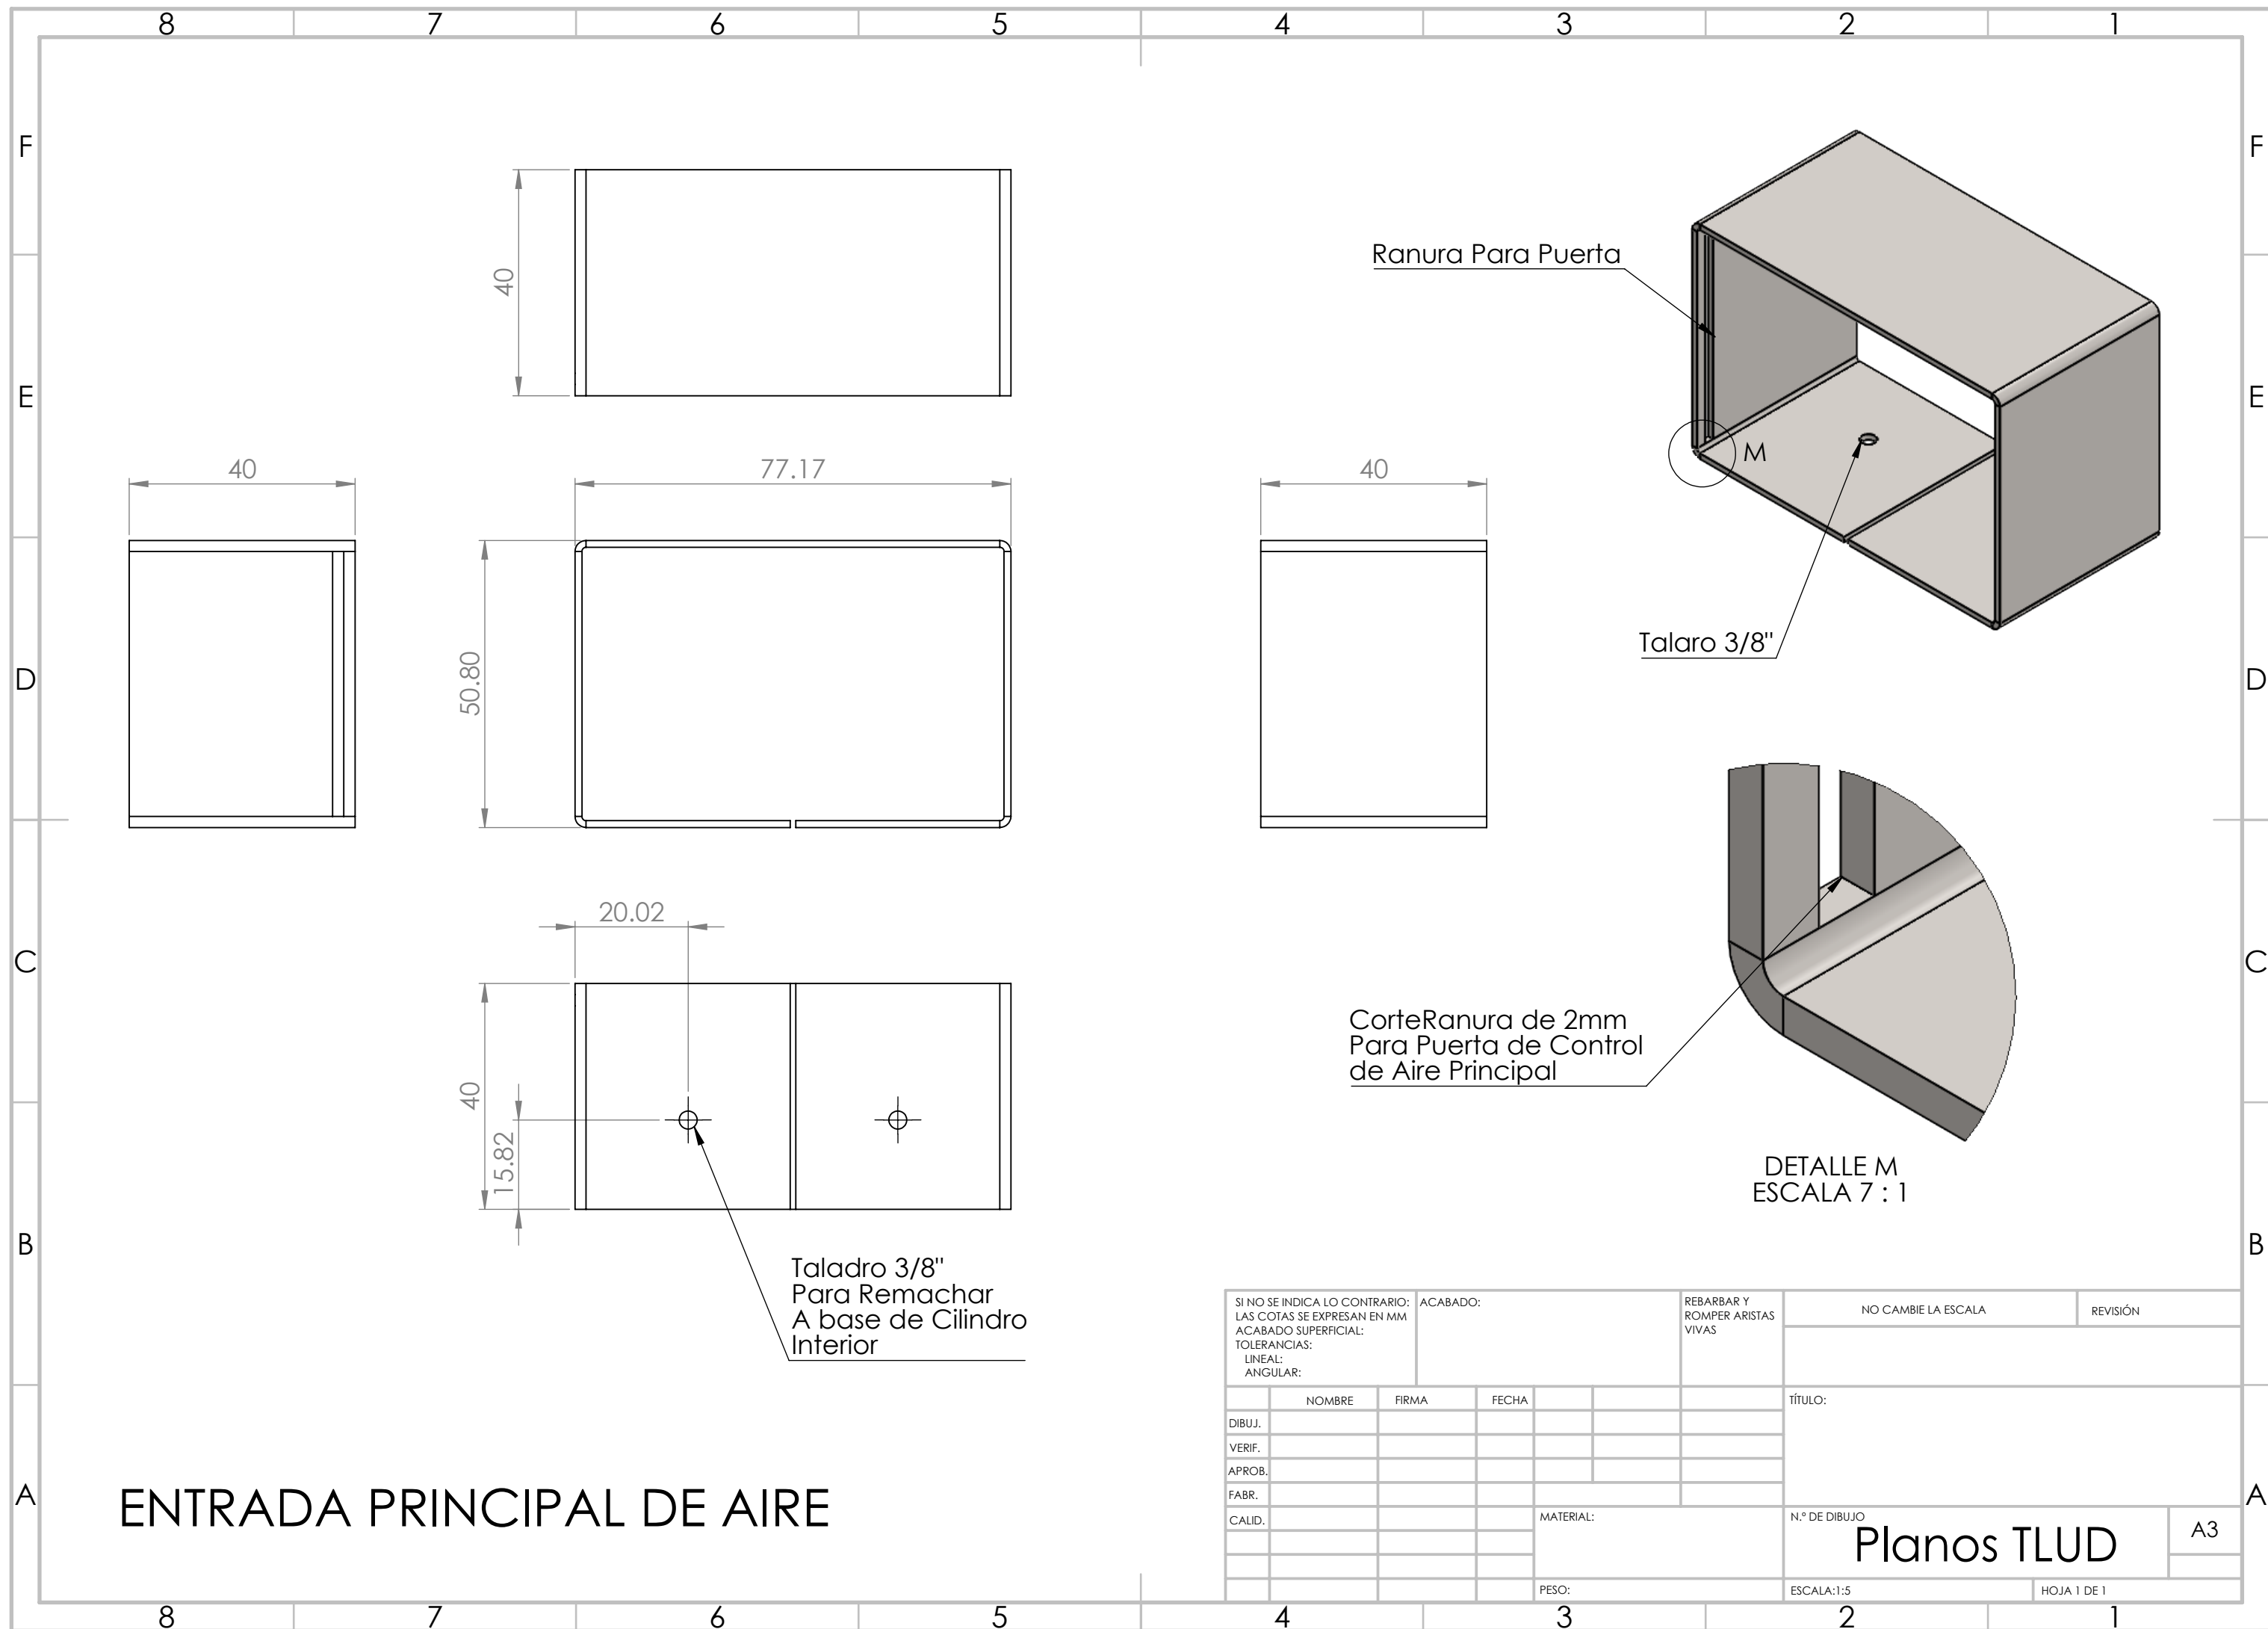 8 7 6 5 4 3 2 1
F F
E E
D D
C C
B B
A A
40
40
77.17
40
50.80
20.02
40
15.82
Taladro 3/8"
Para Remachar
A base de Cilindro
Interior
Ranura Para Puerta
M
Talaro 3/8"
CorteRanura de 2mm
Para Puerta de Control
de Aire Principal
DETALLE M
ESCALA 7 : 1
ENTRADA PRINCIPAL DE AIRE
SI NO SE INDICA LO CONTRARIO:
LAS COTAS SE EXPRESAN EN MM
ACABADO SUPERFICIAL:
TOLERANCIAS:
LINEAL:
ANGULAR:
ACABADO:
REBARBAR Y
ROMPER ARISTAS
VIVAS
NO CAMBIE LA ESCALA
REVISIÓN
NOMBRE FIRMA FECHA
DIBUJ.
VERIF.
APROB.
FABR.
CALID.
TÍTULO:
MATERIAL:
N.º DE DIBUJO
Planos TLUD
A3
PESO:
ESCALA:1:5
HOJA 1 DE 1
8 7 6 5 4 3 2 1